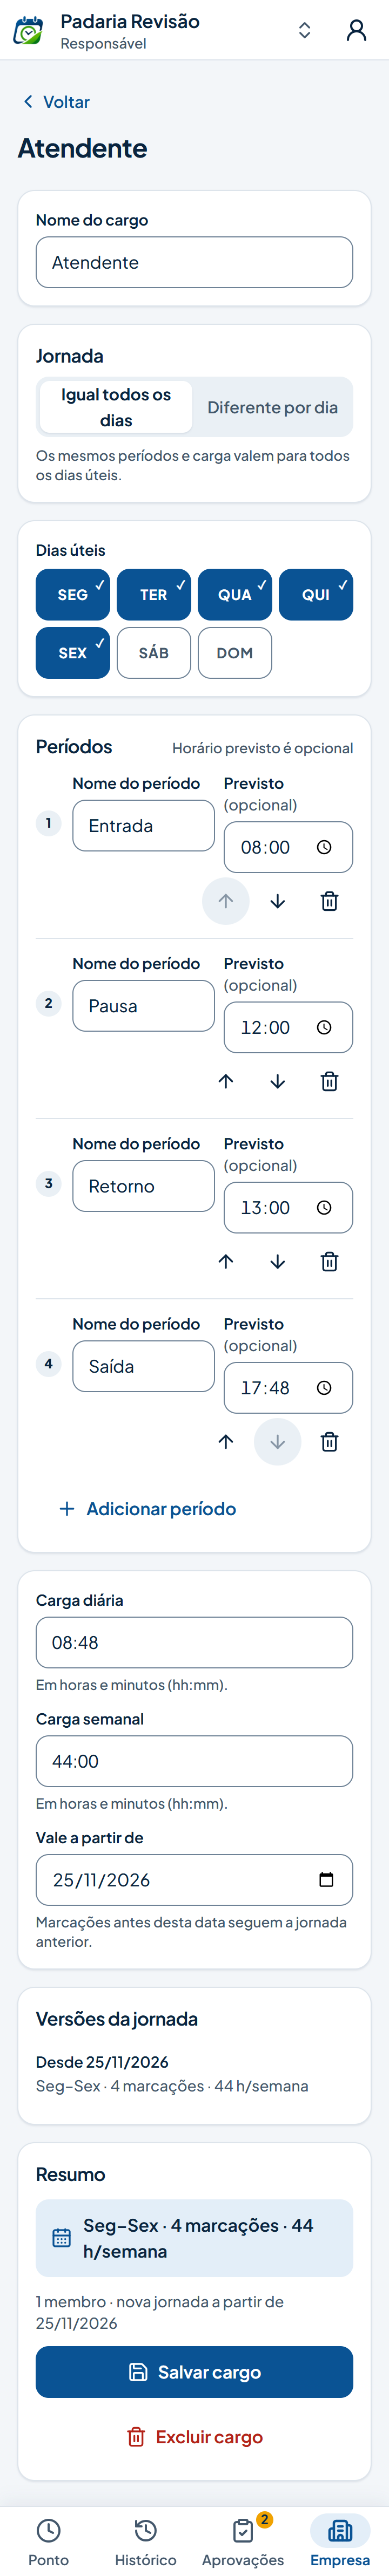 Padaria Revisão
Responsável
Voltar
Atendente
Nome do cargo
Atendente
Jornada
Igual todos os
dias
Diferente por dia
Os mesmos períodos e carga valem para todos
os dias úteis.
Dias úteis
SEG
TER
QUA
QUI
SEX
SÁB
DOM
Períodos
Horário previsto é opcional
1
Nome do período
Entrada
Previsto
(opcional)
08:00
2
Nome do período
Pausa
Previsto
(opcional)
12:00
3
Nome do período
Retorno
Previsto
(opcional)
13:00
4
Nome do período
Saída
Previsto
(opcional)
17:48
Adicionar período
Carga diária
08:48
Em horas e minutos (hh:mm).
Carga semanal
44:00
Em horas e minutos (hh:mm).
Vale a partir de
25/11/2026
Marcações antes desta data seguem a jornada
anterior.
Versões da jornada
Desde 25/11/2026
Seg–Sex · 4 marcações · 44 h/semana
Resumo
Seg–Sex · 4 marcações · 44
h/semana
1 membro · nova jornada a partir de
25/11/2026
Salvar cargo
Excluir cargo
Ponto
Histórico
2
Aprovações
Empresa